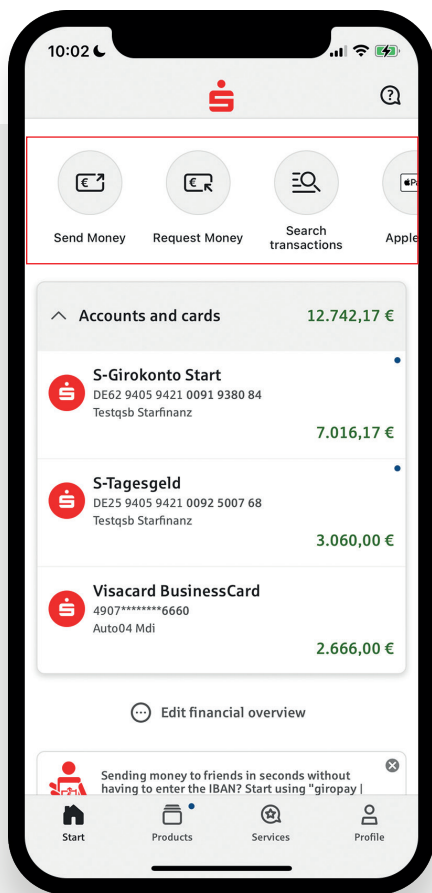 10:02
Send Money
Request Money
Search
transactions
Apple
Accounts and cards
12.742,17 €
S-Girokonto Start
DE62 9405 9421 0091 9380 84
Testqsb Starfinanz
7.016,17 €
S-Tagesgeld
DE25 9405 9421 0092 5007 68
Testqsb Starfinanz
3.060,00 €
Visacard BusinessCard
4907********6660
Auto04 Mdi
2.666,00 €
Edit financial overview
Sending money to friends in seconds without
having to enter the IBAN? Start using "giropay |
Start
Products
Services
Profile